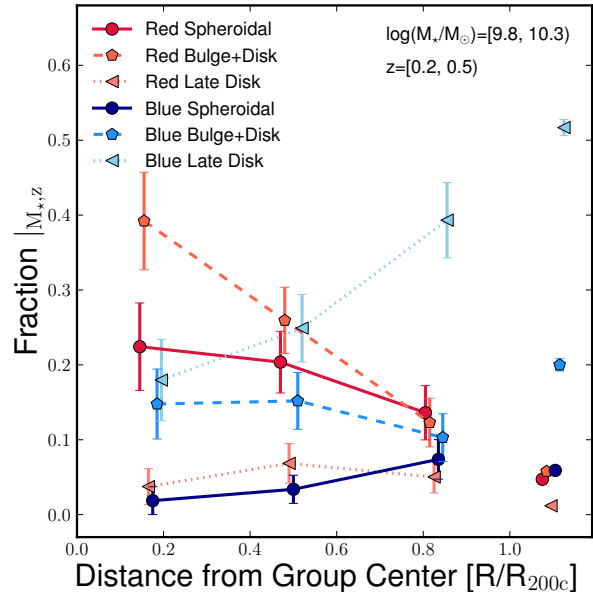 Red Spheroidal
Red Bulge+Disk
Red Late Disk
Blue Spheroidal
Blue Bulge+Disk
Blue Late Disk
log(M⋆/M⊙)=[9.8, 10.3)
z=[0.2, 0.5)
Fraction |M⋆,z
0.6
0.5
0.4
0.3
0.2
0.1
0.0
0.0 0.2 0.4 0.6 0.8 1.0
Distance from Group Center [R/R200c]